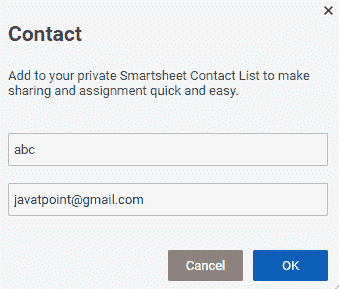 Contact
Add to your private Smartsheet Contact List to make
sharing and assignment quick and easy.
abc
javatpoint@gmail.com
Cancel OK